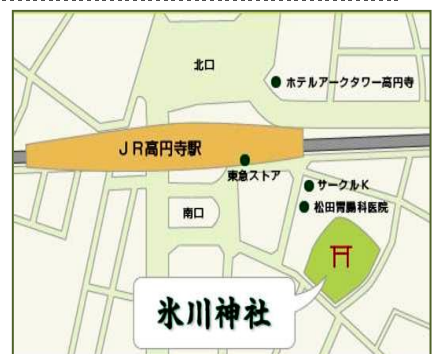 北口
ホテルアークタワー高円寺
JR高円寺駅
東急ストア
サークルK
南口
松田胃腸科医院
氷川神社